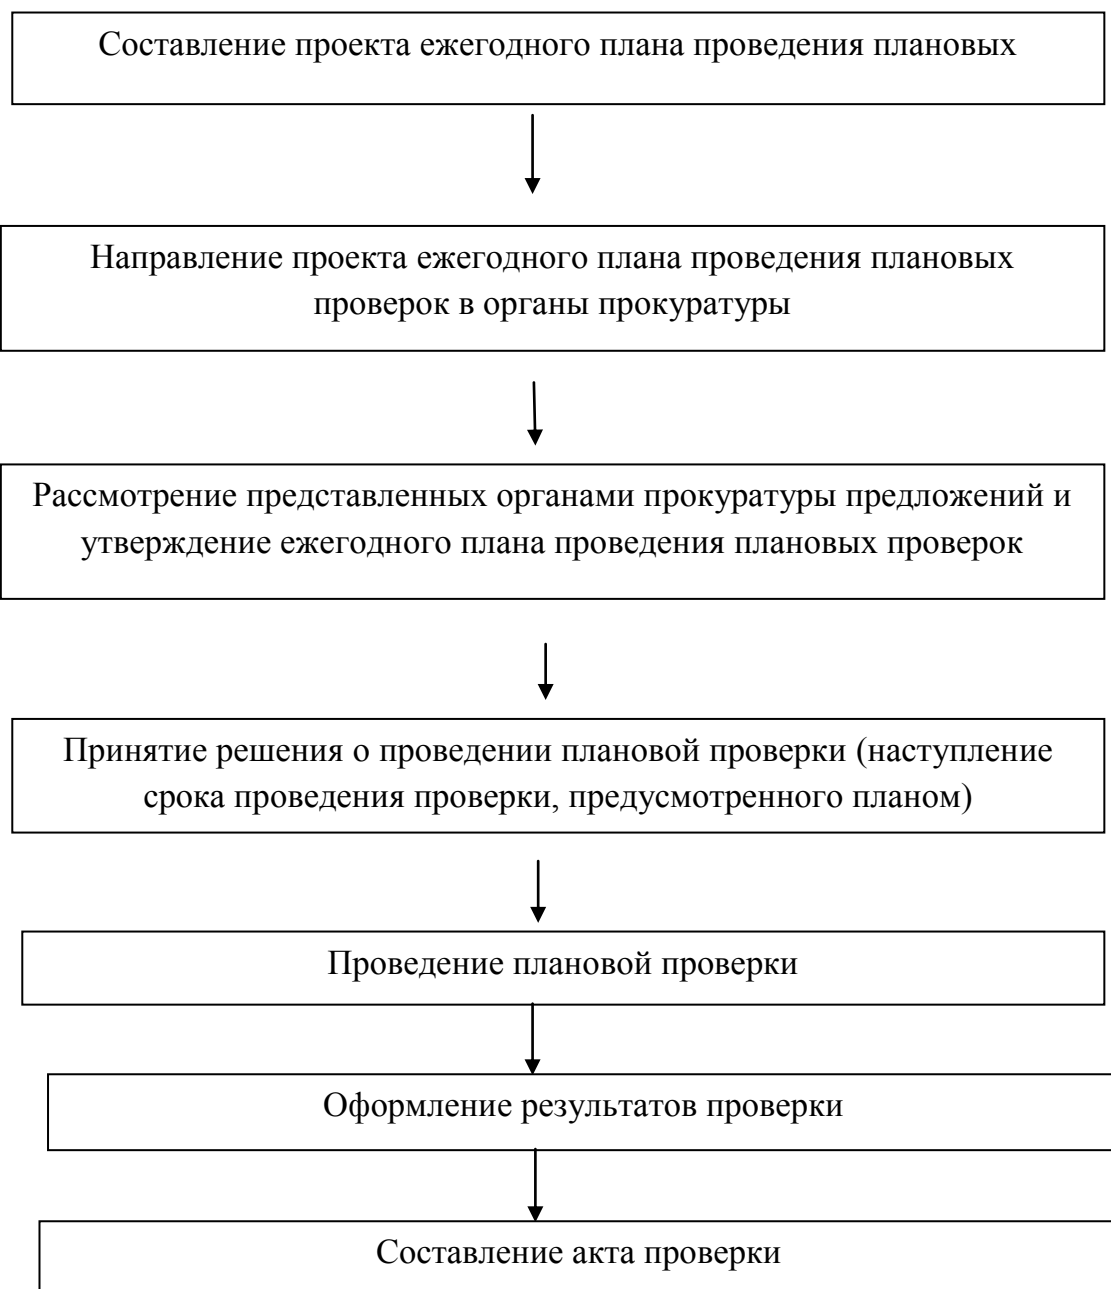 Составление проекта ежегодного плана проведения плановых
Направление проекта ежегодного плана проведения плановых
проверок в органы прокуратуры
Рассмотрение представленных органами прокуратуры предложений и
утверждение ежегодного плана проведения плановых проверок
Принятие решения о проведении плановой проверки (наступление
срока проведения проверки, предусмотренного планом)
Проведение плановой проверки
Оформление результатов проверки
Составление акта проверки